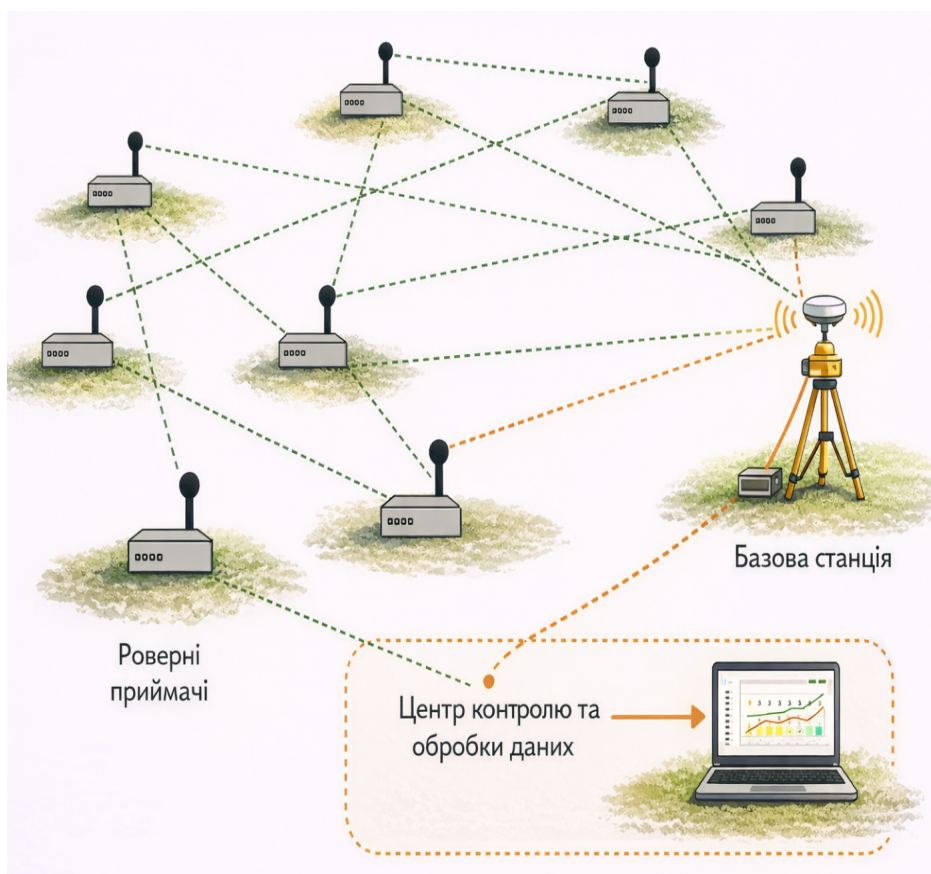 Базова станція
Роверні
приймачі
Центр контролю та
обробки даних